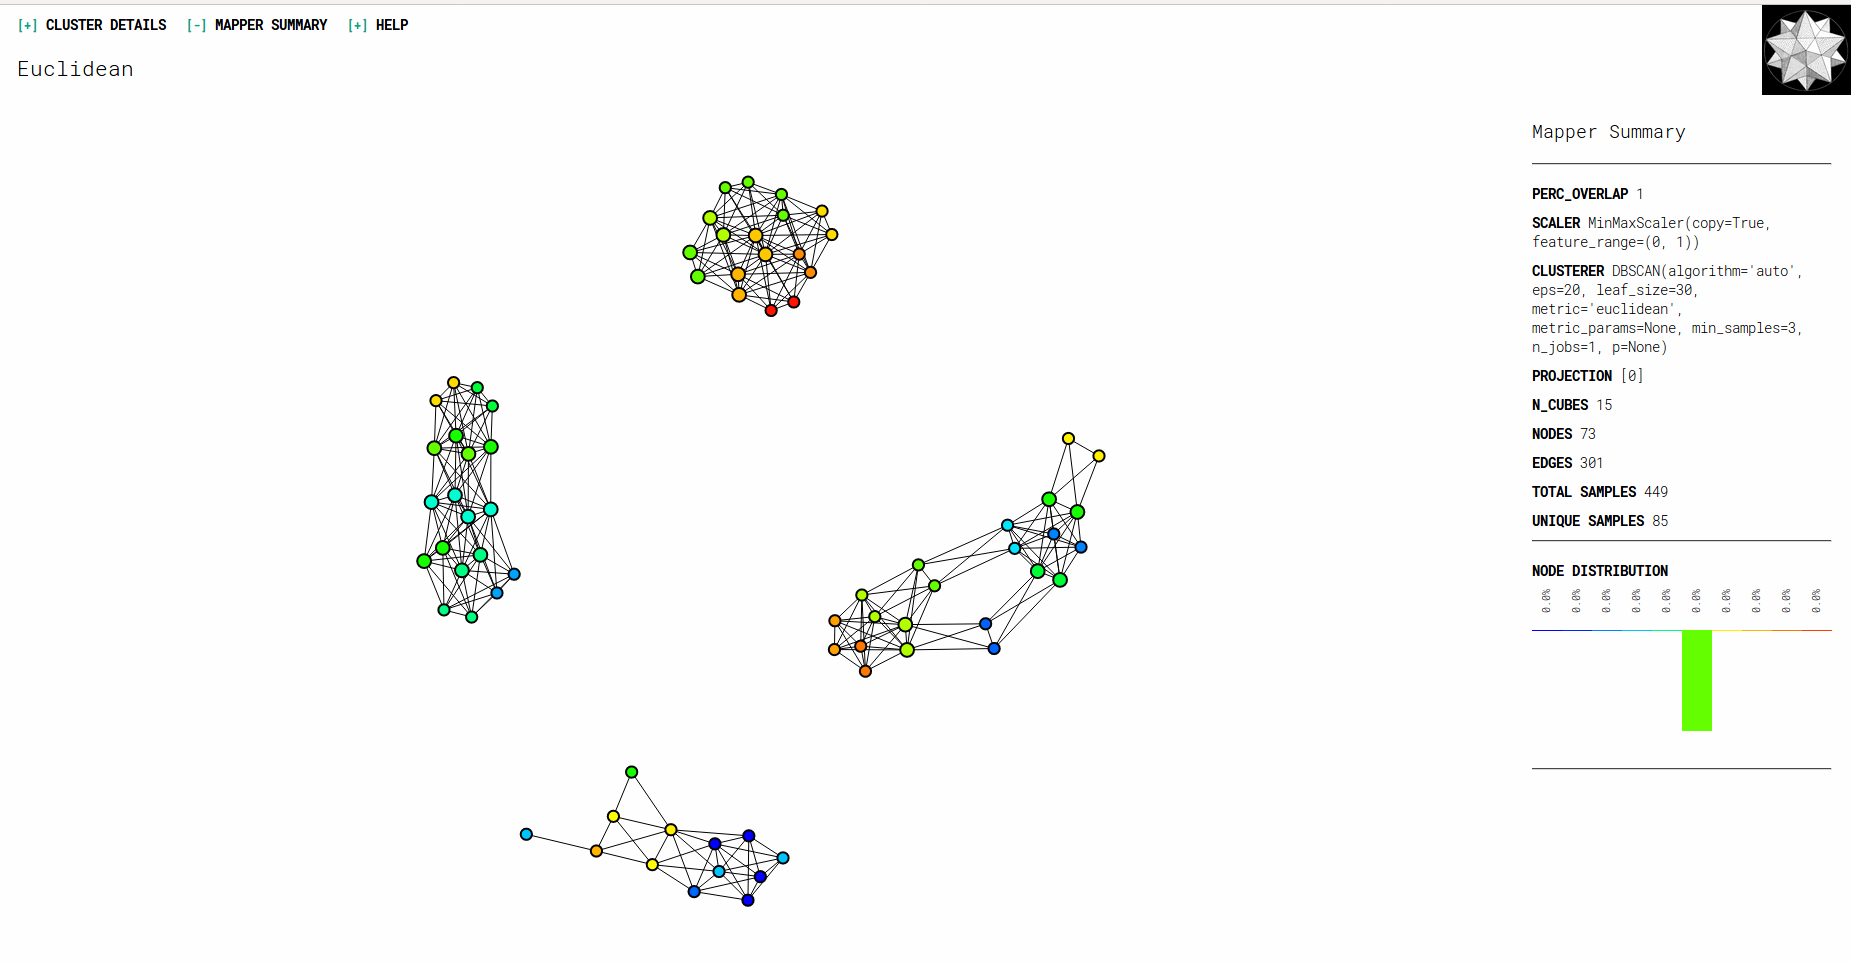 [+] CLUSTER DETAILS [-] MAPPER SUMMARY [+] HELP
Euclidean
Mapper Summary
PERC_OVERLAP 1
SCALER MinMaxScaler(copy=True,
feature_range=(0, 1))
CLUSTERER DBSCAN(algorithm='auto',
eps=20, leaf_size=30,
metric='euclidean',
metric_params=None, min_samples=3,
n_jobs=1, p=None)
PROJECTION [0]
N_CUBES 15
NODES 73
EDGES 301
TOTAL SAMPLES 449
UNIQUE SAMPLES 85
NODE DISTRIBUTION
0.0% 0.0% 0.0% 0.0% 0.0% 0.0% 0.0% 0.0% 0.0% 0.0%